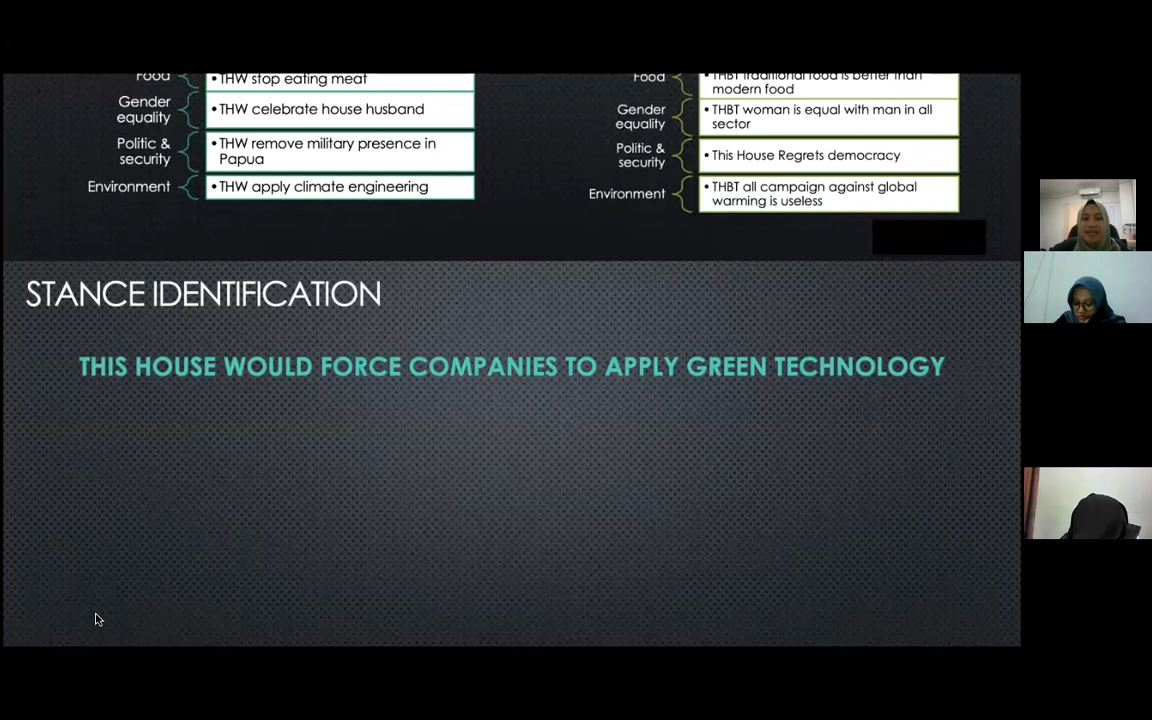 Food
• THW stop eating meat
Gender
equality
• THW celebrate house husband
Politic &
security
• THW remove military presence in
Papua
Environment
• THW apply climate engineering
Food
• THBT traditional food is better than
modern food
Gender
equality
• THBT woman is equal with man in all
sector
Politic &
security
• This House Regrets democracy
Environment
• THBT all campaign against global
warming is useless
STANCE IDENTIFICATION
THIS HOUSE WOULD FORCE COMPANIES TO APPLY GREEN TECHNOLOGY